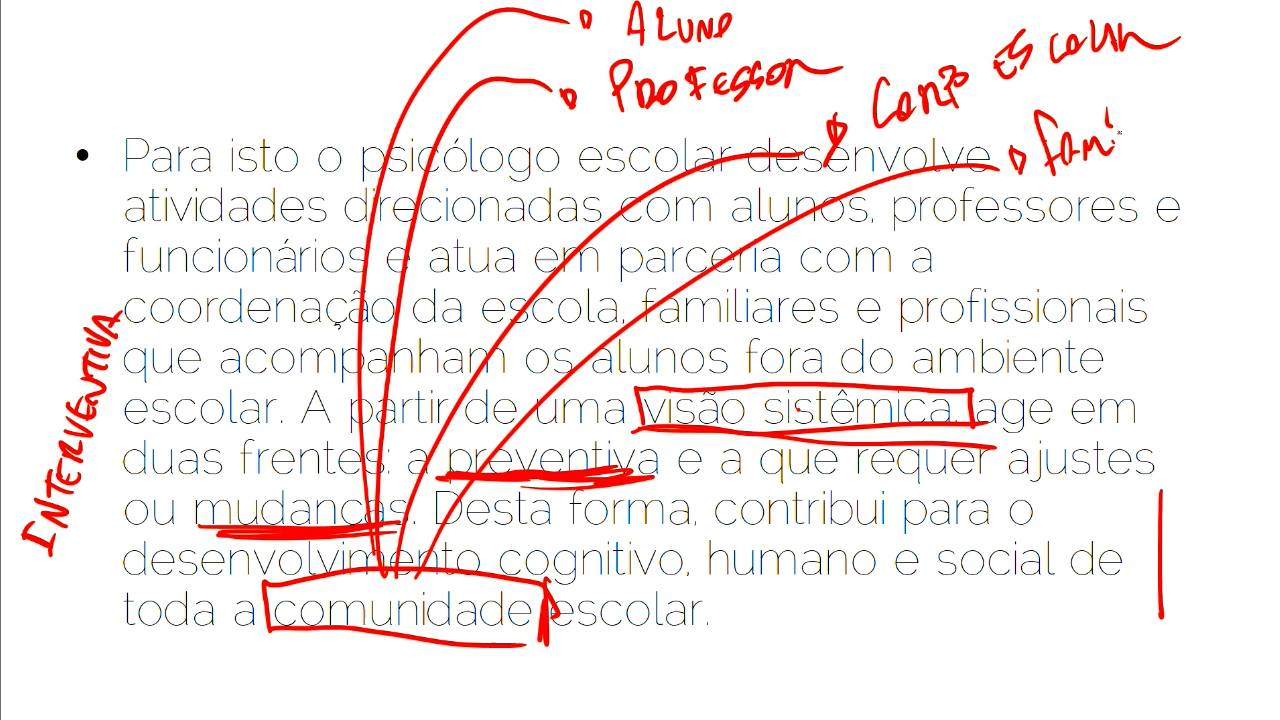 ALUNO
PROFESSOR
CORPO ESCOLAR
FAMI
• Para isto o psicólogo escolar desenvolve
atividades direcionadas com alunos, professores e
funcionários e atua em parceria com a
coordenação da escola, familiares e profissionais
que acompanham os alunos fora do ambiente
escolar. A partir de uma visão sistêmica, age em
duas frentes: a preventiva e a que requer ajustes
ou mudanças. Desta forma, contribui para o
desenvolvimento cognitivo, humano e social de
toda a comunidade escolar.
INTERVENTIVA